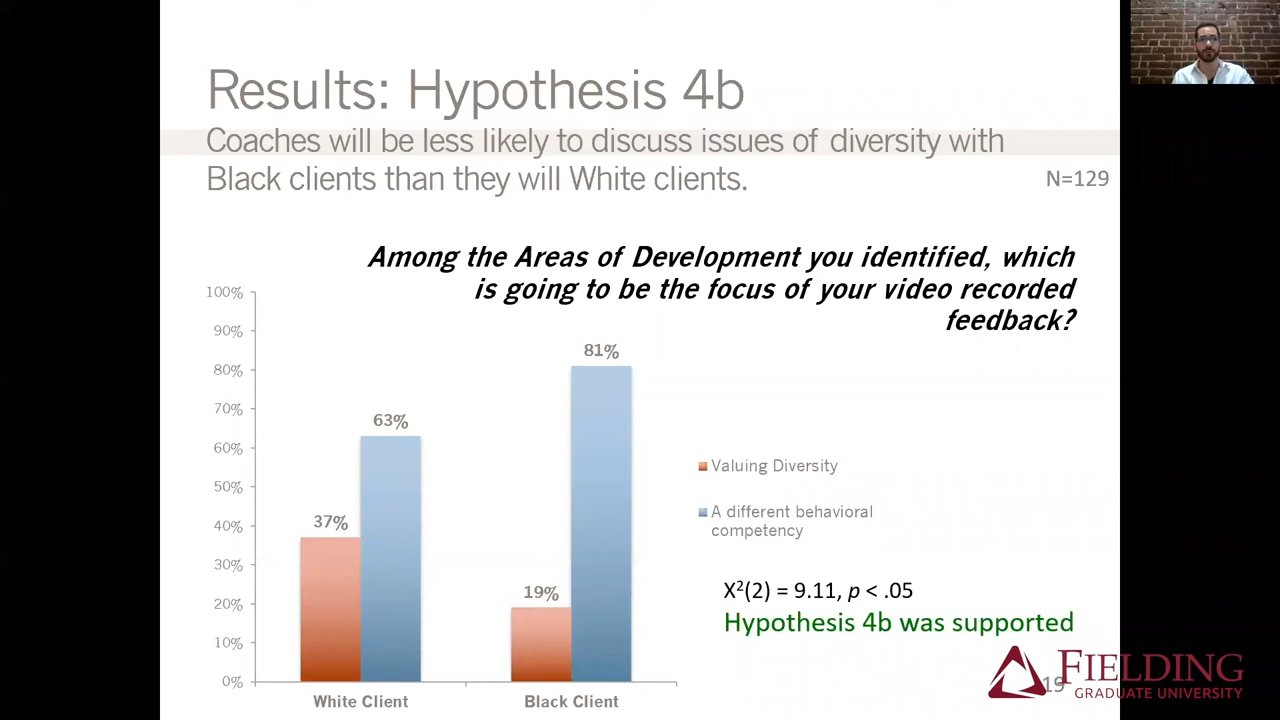 Results: Hypothesis 4b
Coaches will be less likely to discuss issues of diversity with
Black clients than they will White clients.
N=129
Among the Areas of Development you identified, which
is going to be the focus of your video recorded
feedback?
100%
90%
80%
70%
60%
50%
40%
30%
20%
10%
0%
37%
63%
19%
81%
White Client
Black Client
Valuing Diversity
A different behavioral
competency
X²(2) = 9.11, p < .05
Hypothesis 4b was supported
19
FIELDING
GRADUATE UNIVERSITY